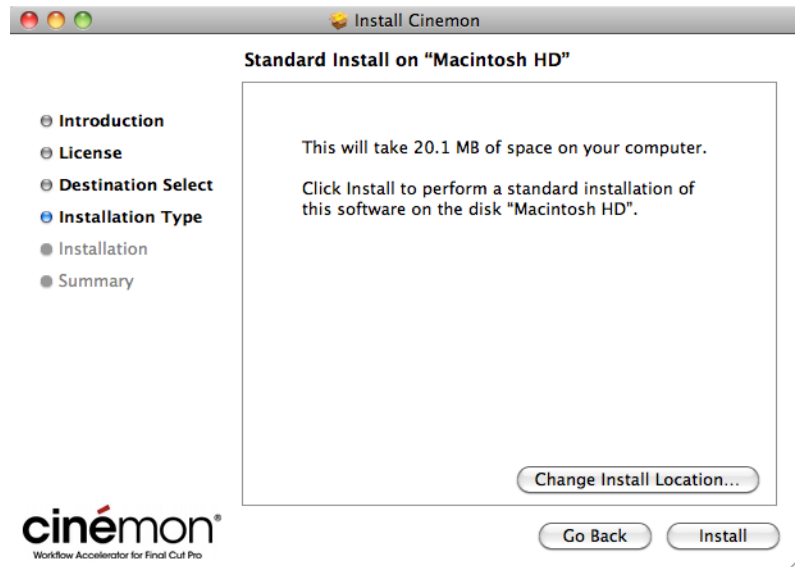 Install Cinemon
Standard Install on “Macintosh HD”
Introduction
License
Destination Select
Installation Type
Installation
Summary
This will take 20.1 MB of space on your computer.
Click Install to perform a standard installation of
this software on the disk “Macintosh HD”.
Change Install Location...
cinémon®
Workflow Accelerator for Final Cut Pro
Go Back
Install